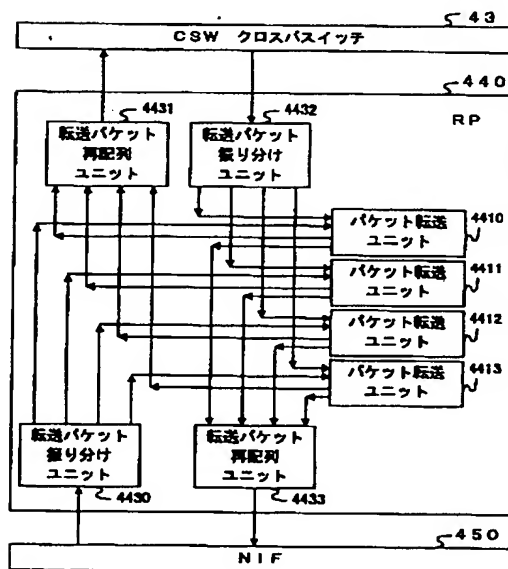 43
CSW クロスバスイッチ
440
RP
4431
転送パケット
再配列
ユニット
4432
転送パケット
振り分け
ユニット
パケット転送
ユニット
4410
パケット転送
ユニット
4411
パケット転送
ユニット
4412
パケット転送
ユニット
4413
転送パケット
振り分け
ユニット
4430
転送パケット
再配列
ユニット
4433
450
NIF